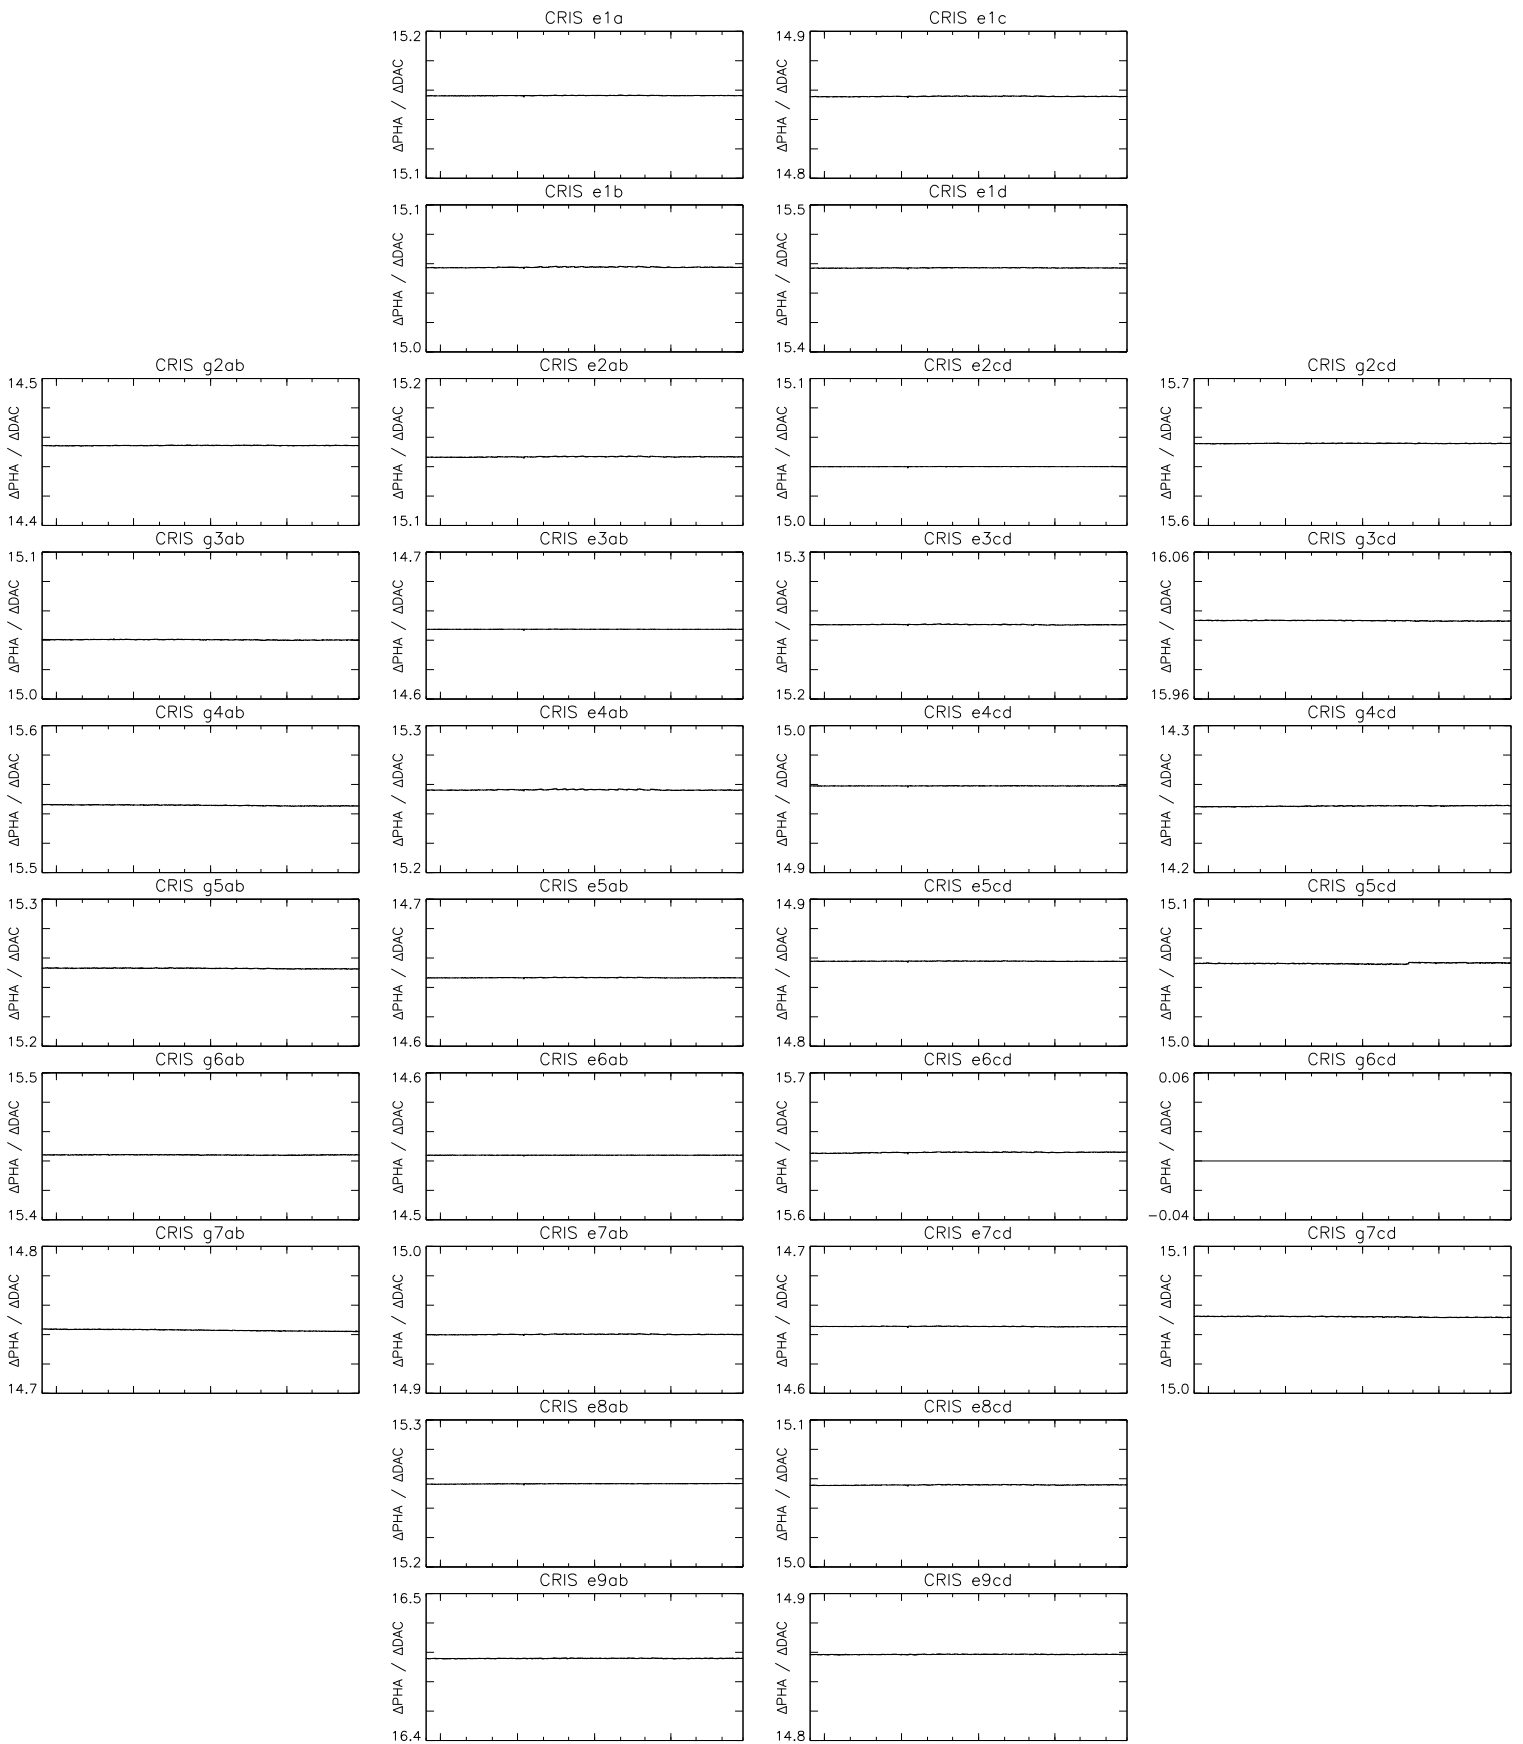 CRIS e1a
15.2
ΔPHA / ΔDAC
15.1
CRIS e1c
14.9
ΔPHA / ΔDAC
14.8
CRIS e1b
15.1
ΔPHA / ΔDAC
15.0
CRIS e1d
15.5
ΔPHA / ΔDAC
15.4
CRIS g2ab
14.5
ΔPHA / ΔDAC
14.4
CRIS e2ab
15.2
ΔPHA / ΔDAC
15.1
CRIS e2cd
15.1
ΔPHA / ΔDAC
15.0
CRIS g2cd
15.7
ΔPHA / ΔDAC
15.6
CRIS g3ab
15.1
ΔPHA / ΔDAC
15.0
CRIS e3ab
14.7
ΔPHA / ΔDAC
14.6
CRIS e3cd
15.3
ΔPHA / ΔDAC
15.2
CRIS g3cd
16.06
ΔPHA / ΔDAC
15.96
CRIS g4ab
15.6
ΔPHA / ΔDAC
15.5
CRIS e4ab
15.3
ΔPHA / ΔDAC
15.2
CRIS e4cd
15.0
ΔPHA / ΔDAC
14.9
CRIS g4cd
14.3
ΔPHA / ΔDAC
14.2
CRIS g5ab
15.3
ΔPHA / ΔDAC
15.2
CRIS e5ab
14.7
ΔPHA / ΔDAC
14.6
CRIS e5cd
14.9
ΔPHA / ΔDAC
14.8
CRIS g5cd
15.1
ΔPHA / ΔDAC
15.0
CRIS g6ab
15.5
ΔPHA / ΔDAC
15.4
CRIS e6ab
14.6
ΔPHA / ΔDAC
14.5
CRIS e6cd
15.7
ΔPHA / ΔDAC
15.6
CRIS g6cd
0.06
ΔPHA / ΔDAC
−0.04
CRIS g7ab
14.8
ΔPHA / ΔDAC
14.7
CRIS e7ab
15.0
ΔPHA / ΔDAC
14.9
CRIS e7cd
14.7
ΔPHA / ΔDAC
14.6
CRIS g7cd
15.1
ΔPHA / ΔDAC
15.0
CRIS e8ab
15.3
ΔPHA / ΔDAC
15.2
CRIS e8cd
15.1
ΔPHA / ΔDAC
15.0
CRIS e9ab
16.5
ΔPHA / ΔDAC
16.4
CRIS e9cd
14.9
ΔPHA / ΔDAC
14.8